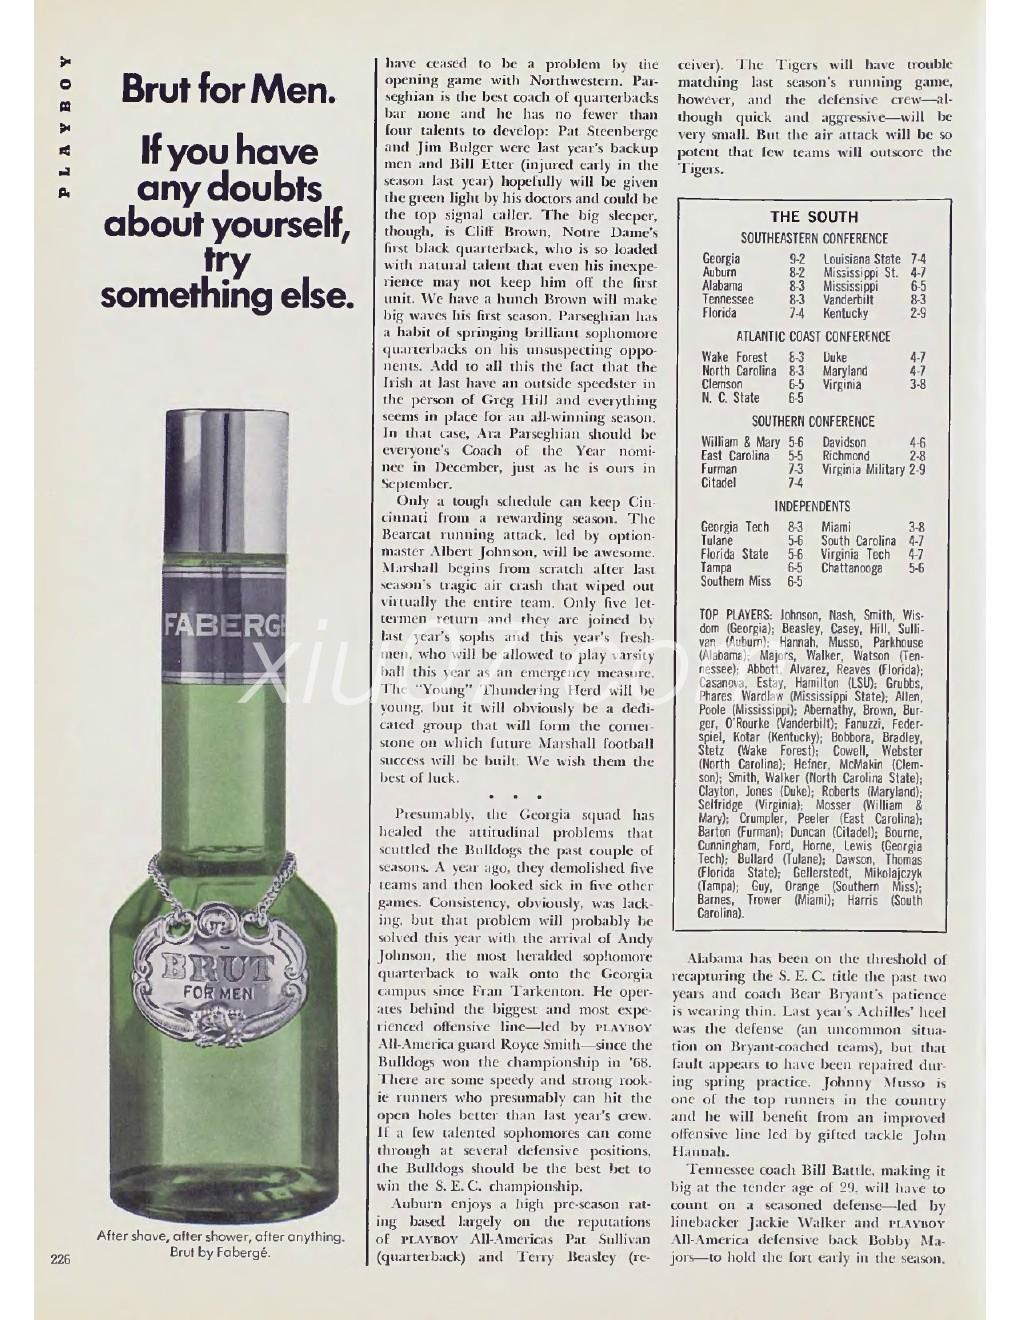 PLAYBOY
Brut for Men.
If you have
any doubts
about yourself,
try
something else.
FABERG
BRUT
FOR MEN
After shave, after shower, after anything.
Brut by Fabergé.
226
have ceased to be a problem by the
opening game with Northwestern. Par-
seghian is the best coach of quarterbacks
bar none and he has no fewer than
four talents to develop: Pat Steenberge
and Jim Bulger were last year's backup
men and Bill Etter (injured early in the
season last year) hopefully will be given
the green light by his doctors and could be
the top signal caller. The big sleeper,
though, is Cliff Brown, Notre Dame's
first black quarterback, who is so loaded
with natural talent that even his inexpe-
rience may not keep him off the first
unit. We have a hunch Brown will make
big waves his first season. Parseghian has
a habit of springing brilliant sophomore
quarterbacks on his unsuspecting oppo-
nents. Add to all this the fact that the
Irish at last have an outside speedster in
the person of Greg Hill and everything
seems in place for an all-winning season.
In that case, Ara Parseghian should be
everyone's Coach of the Year nomi-
nee in December, just as he is ours in
September.
Only a tough schedule can keep Cin-
cinnati from a rewarding season. The
Bearcat running attack, led by option-
master Albert Johnson, will be awesome.
Marshall begins from scratch after last
season's tragic air crash that wiped out
virtually the entire team. Only five let-
termen return and they are joined by
last year's sophs and this year's fresh-
men, who will be allowed to play varsity
ball this year as an emergency measure.
The "Young" Thundering Herd will be
young, but it will obviously be a dedi-
cated group that will form the corner-
stone on which future Marshall football
success will be built. We wish them the
best of luck.
• • •
Presumably, the Georgia squad has
healed the attitudinal problems that
scuttled the Bulldogs the past couple of
seasons. A year ago, they demolished five
teams and then looked sick in five other
games. Consistency, obviously, was lack-
ing, but that problem will probably be
solved this year with the arrival of Andy
Johnson, the most heralded sophomore
quarterback to walk onto the Georgia
campus since Fran Tarkenton. He oper-
ates behind the biggest and most expe-
rienced offensive line—led by PLAYBOY
All-America guard Royce Smith—since the
Bulldogs won the championship in '68.
There are some speedy and strong rook-
ie runners who presumably can hit the
open holes better than last year's crew.
If a few talented sophomores can come
through at several defensive positions,
the Bulldogs should be the best bet to
win the S. E. C. championship.
Auburn enjoys a high pre-season rat-
ing based largely on the reputations
of PLAYBOY All-Americas Pat Sullivan
(quarterback) and Terry Beasley (re-
ceiver). The Tigers will have trouble
matching last season's running game,
however, and the defensive crew—al-
though quick and aggressive—will be
very small. But the air attack will be so
potent that few teams will outscore the
Tigers.
THE SOUTH
SOUTHEASTERN CONFERENCE
Georgia 9-2 Louisiana State 7-4
Auburn 8-2 Mississippi St. 4-7
Alabama 8-3 Mississippi 6-5
Tennessee 8-3 Vanderbilt 8-3
Florida 7-4 Kentucky 2-9
ATLANTIC COAST CONFERENCE
Wake Forest 8-3 Duke 4-7
North Carolina 8-3 Maryland 4-7
Clemson 6-5 Virginia 3-8
N. C. State 6-5
SOUTHERN CONFERENCE
William & Mary 5-6 Davidson 4-6
East Carolina 5-5 Richmond 2-8
Furman 7-3 Virginia Military 2-9
Citadel 7-4
INDEPENDENTS
Georgia Tech 8-3 Miami 3-8
Tulane 5-6 South Carolina 4-7
Florida State 5-6 Virginia Tech 4-7
Tampa 6-5 Chattanooga 5-6
Southern Miss 6-5
TOP PLAYERS: Johnson, Nash, Smith, Wis-
dom (Georgia); Beasley, Casey, Hill, Sulli-
van (Auburn); Hannah, Musso, Parkhouse
(Alabama); Majors, Walker, Watson (Ten-
nessee); Abbott, Alvarez, Reaves (Florida);
Casanova, Estay, Hamilton (LSU); Grubbs,
Phares, Wardlaw (Mississippi State); Allen,
Poole (Mississippi); Abernathy, Brown, Bur-
ger, O'Rourke (Vanderbilt); Fanuzzi, Feder-
spiel, Kotar (Kentucky); Bobbora, Bradley,
Stetz (Wake Forest); Cowell, Webster
(North Carolina); Hefner, McMakin (Clem-
son); Smith, Walker (North Carolina State);
Clayton, Jones (Duke); Roberts (Maryland);
Selfridge (Virginia); Mosser (William &
Mary); Crumpler, Peeler (East Carolina);
Barton (Furman); Duncan (Citadel); Bourne,
Cunningham, Ford, Horne, Lewis (Georgia
Tech); Bullard (Tulane); Dawson, Thomas
(Florida State); Gellerstedt, Mikolajczyk
(Tampa); Guy, Orange (Southern Miss);
Barnes, Trower (Miami); Harris (South
Carolina).
Alabama has been on the threshold of
recapturing the S. E. C. title the past two
years and coach Bear Bryant's patience
is wearing thin. Last year's Achilles' heel
was the defense (an uncommon situa-
tion on Bryant-coached teams), but that
fault appears to have been repaired dur-
ing spring practice. Johnny Musso is
one of the top runners in the country
and he will benefit from an improved
offensive line led by gifted tackle John
Hannah.
Tennessee coach Bill Battle, making it
big at the tender age of 29, will have to
count on a seasoned defense—led by
linebacker Jackie Walker and PLAYBOY
All-America defensive back Bobby Ma-
jors—to hold the fort early in the season.